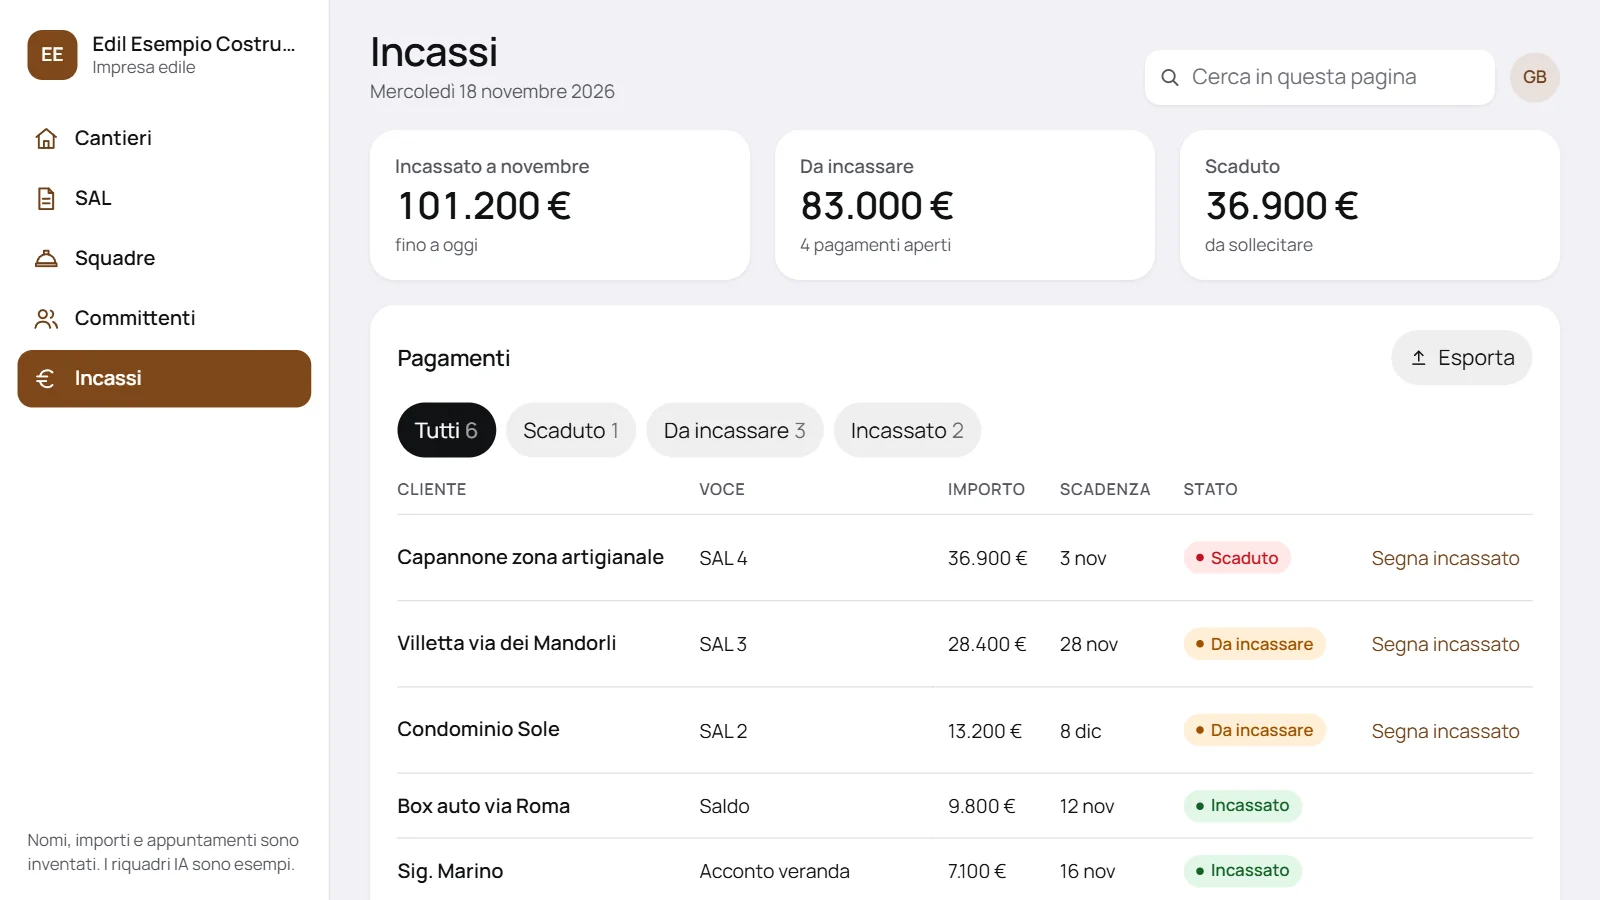 EE
Edil Esempio Costru...
Impresa edile
Cantieri
SAL
Squadre
Committenti
Incassi
Nomi, importi e appuntamenti sono
inventati. I riquadri IA sono esempi.
Incassi
Mercoledì 18 novembre 2026
Cerca in questa pagina
GB
Incassato a novembre
101.200 €
fino a oggi
Da incassare
83.000 €
4 pagamenti aperti
Scaduto
36.900 €
da sollecitare
Pagamenti
Esporta
Tutti 6
Scaduto 1
Da incassare 3
Incassato 2
CLIENTE VOCE IMPORTO SCADENZA STATO
Capannone zona artigianale SAL 4 36.900 € 3 nov Scaduto Segna incassato
Villetta via dei Mandorli SAL 3 28.400 € 28 nov Da incassare Segna incassato
Condominio Sole SAL 2 13.200 € 8 dic Da incassare Segna incassato
Box auto via Roma Saldo 9.800 € 12 nov Incassato
Sig. Marino Acconto veranda 7.100 € 16 nov Incassato